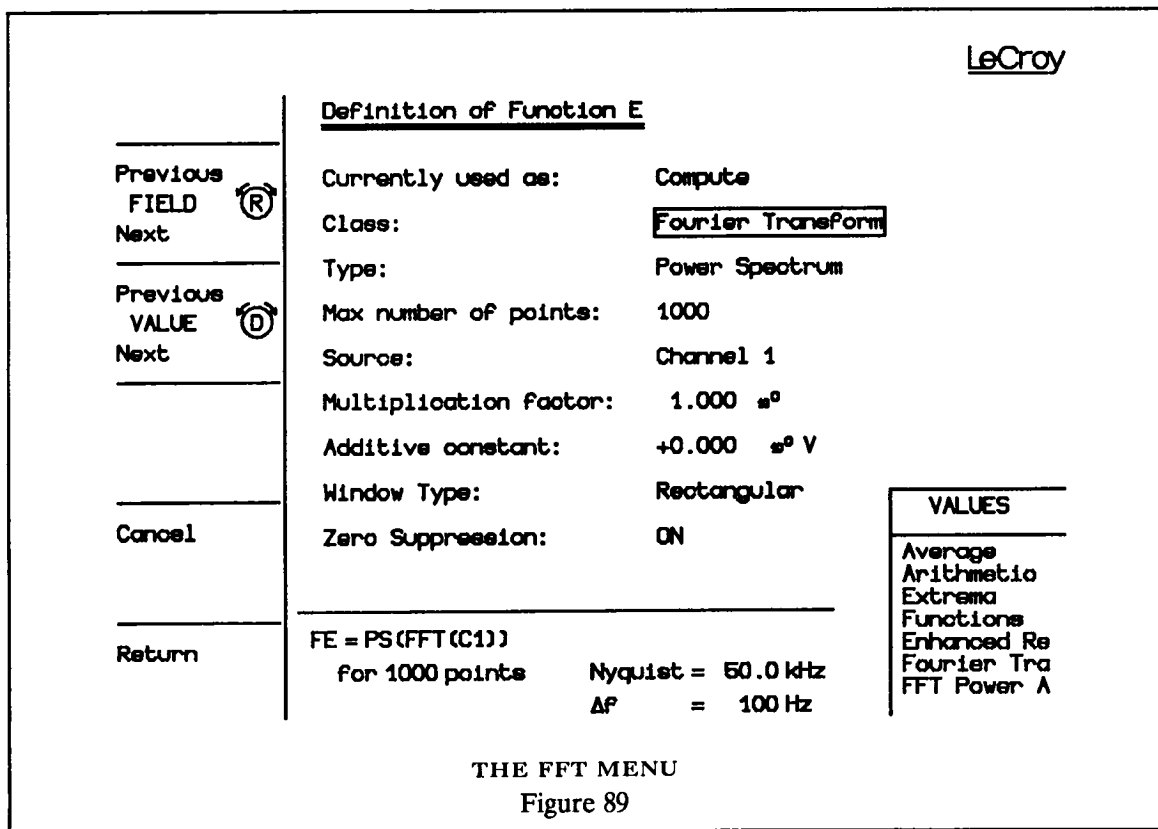 LeCroy
Definition of Function E
Previous
FIELD
R
Next
Previous
VALUE
D
Next
Cancel
Return
Currently used as: Compute
Class: Fourier Transform
Type: Power Spectrum
Max number of points: 1000
Source: Channel 1
Multiplication factor: 1.000
Additive constant: +0.000 V
Window Type: Rectangular
Zero Suppression: ON
FE = PS(FFT(C1))
for 1000 points Nyquist = 50.0 kHz
Δf = 100 Hz
VALUES
Average
Arithmetic
Extrema
Functions
Enhanced Re
Fourier Tra
FFT Power A
THE FFT MENU
Figure 89